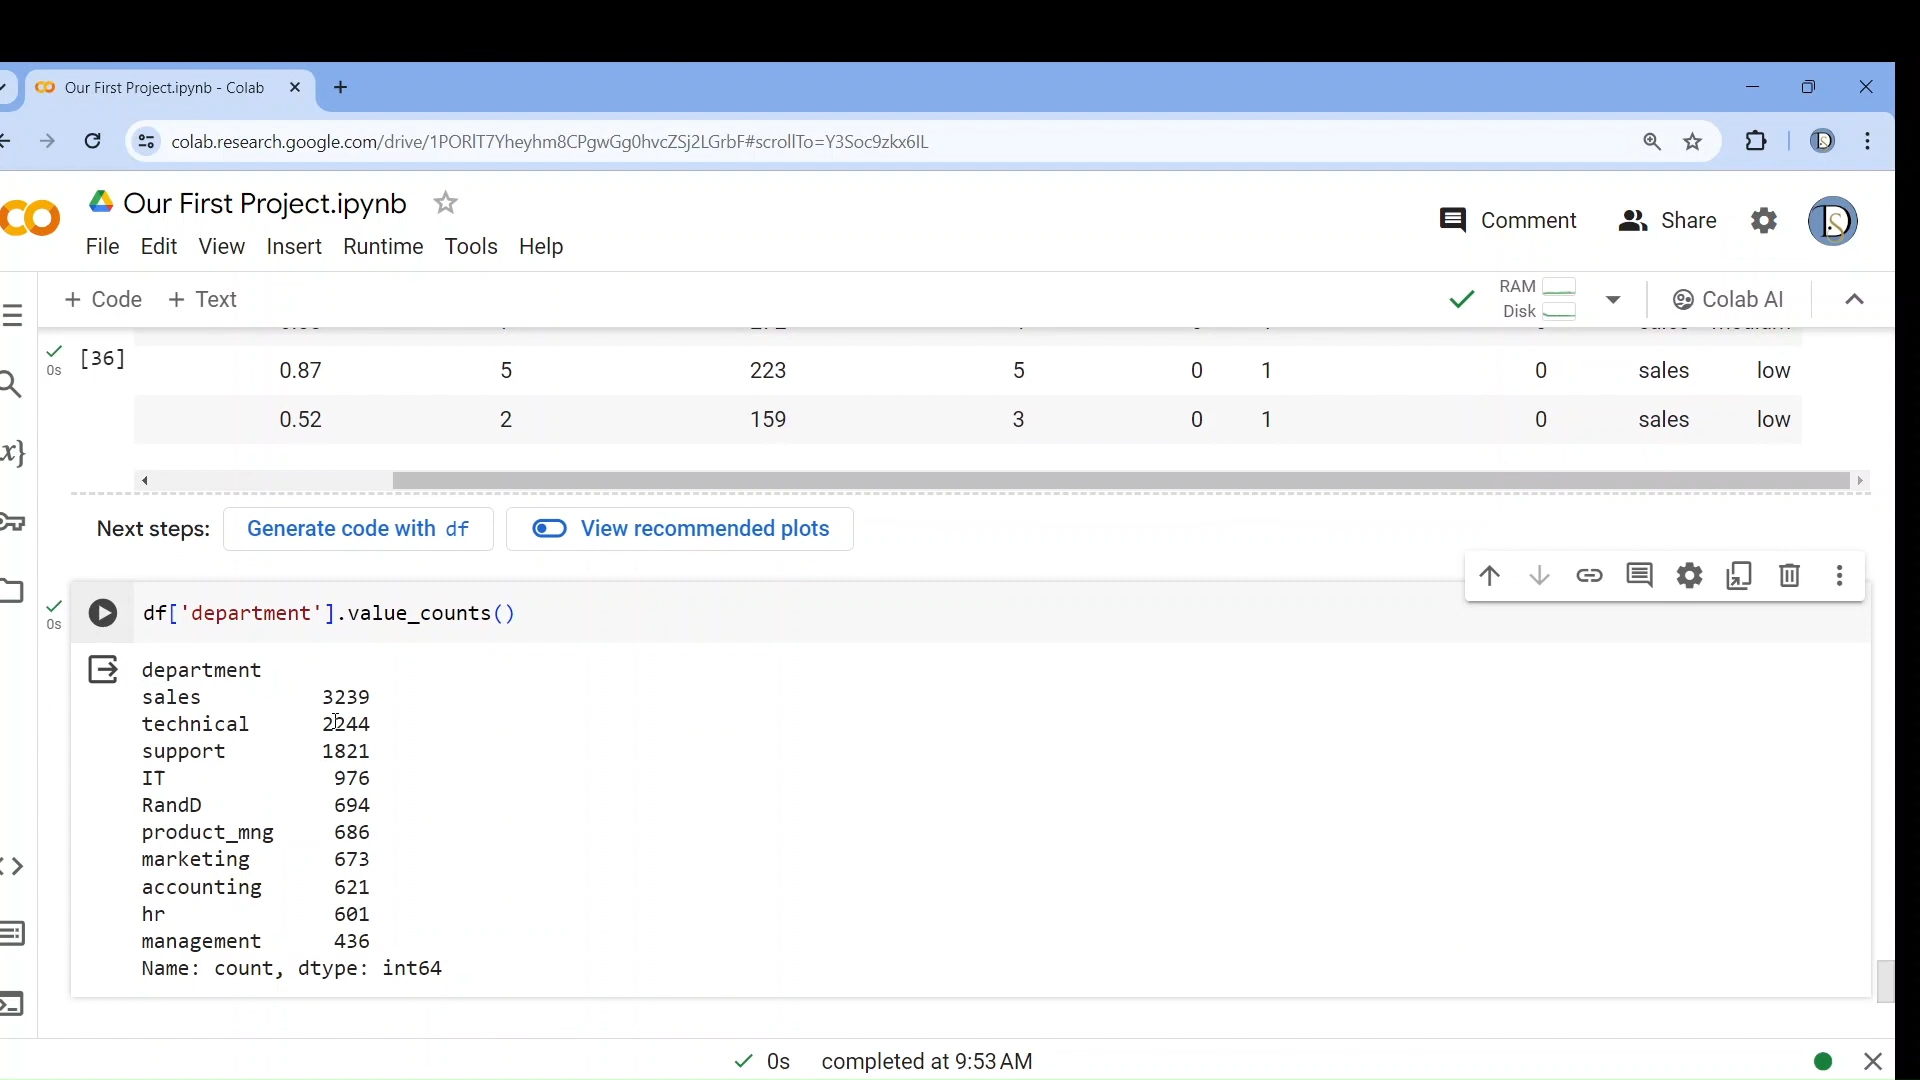 Our First Project.ipynb - Colab
colab.research.google.com/drive/1PORlT7Yheyhm8CPgwGg0hvcZSj2LGrbF#scrollTo=Y3Soc9zkx6IL
Our First Project.ipynb
Comment Share
File Edit View Insert Runtime Tools Help
+ Code + Text
RAM
Disk
Colab AI
[36]
0s
0.87 5 223 5 0 1 0 sales low
0.52 2 159 3 0 1 0 sales low
Next steps: Generate code with df View recommended plots
0s
df['department'].value_counts()
department
sales 3239
technical 2244
support 1821
IT 976
RandD 694
product_mng 686
marketing 673
accounting 621
hr 601
management 436
Name: count, dtype: int64
0s completed at 9:53 AM